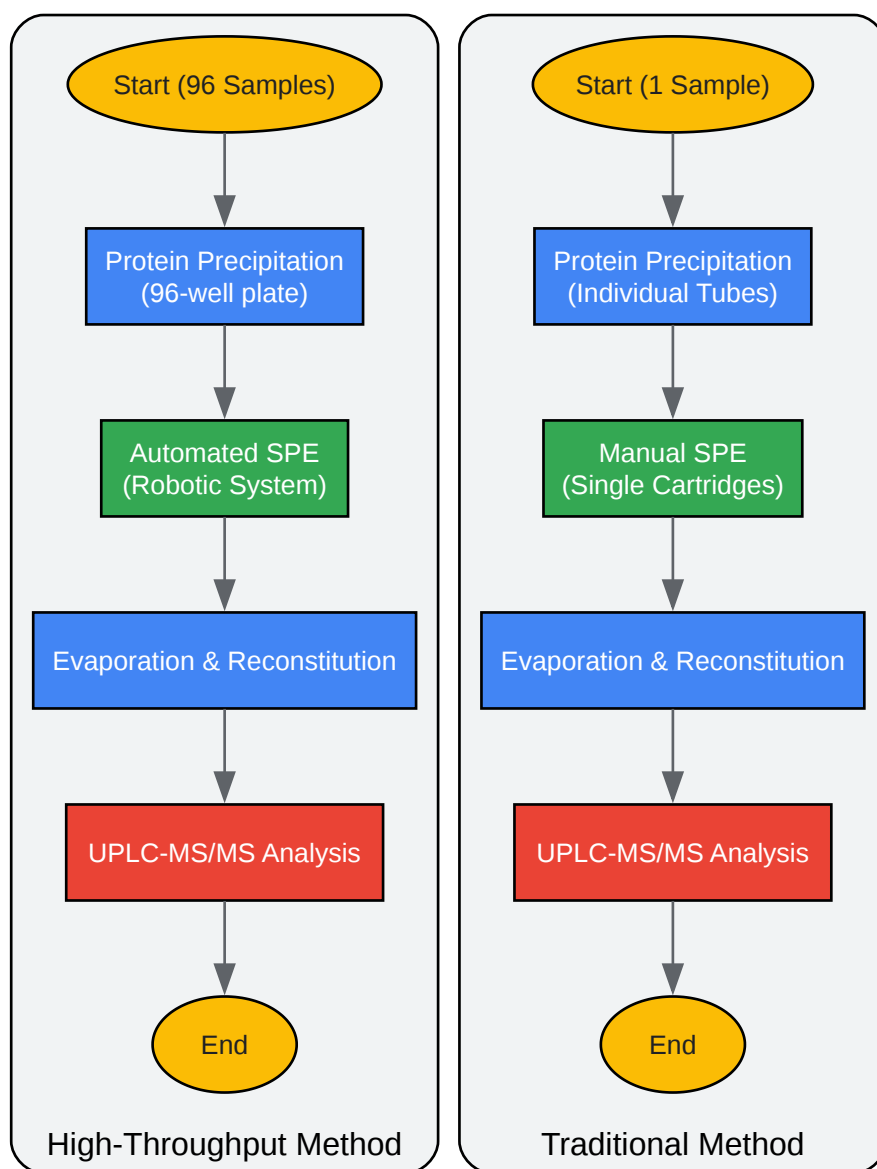 Start (96 Samples)
Protein Precipitation
(96-well plate)
Automated SPE
(Robotic System)
Evaporation & Reconstitution
UPLC-MS/MS Analysis
End
High-Throughput Method
Start (1 Sample)
Protein Precipitation
(Individual Tubes)
Manual SPE
(Single Cartridges)
Evaporation & Reconstitution
UPLC-MS/MS Analysis
End
Traditional Method